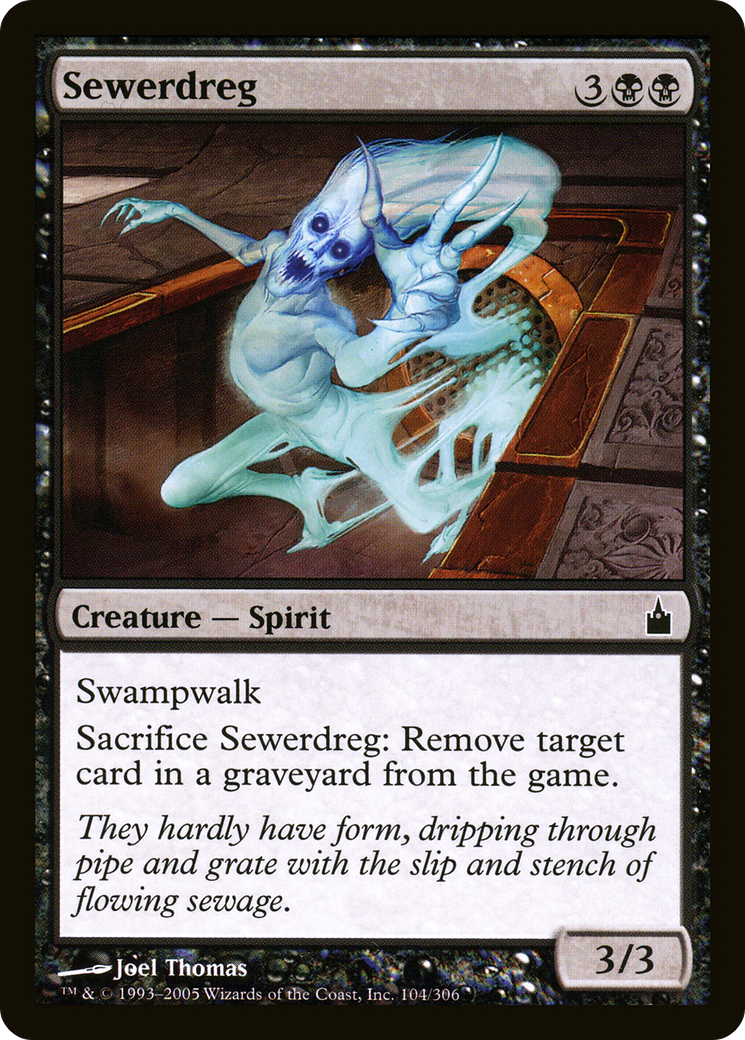 Sewerdreg 3
Creature — Spirit
Swampwalk
Sacrifice Sewerdreg: Remove target
card in a graveyard from the game.
They hardly have form, dripping through
pipe and grate with the slip and stench of
flowing sewage.
3/3
Joel Thomas
™ & © 1993–2005 Wizards of the Coast, Inc. 104/306